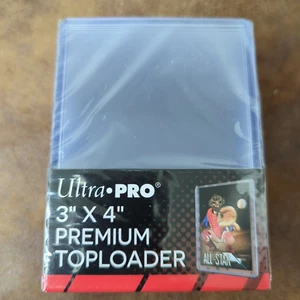 Ultra•PRO®
3" X 4"
PREMIUM
TOPLOADER
ALL-STAR